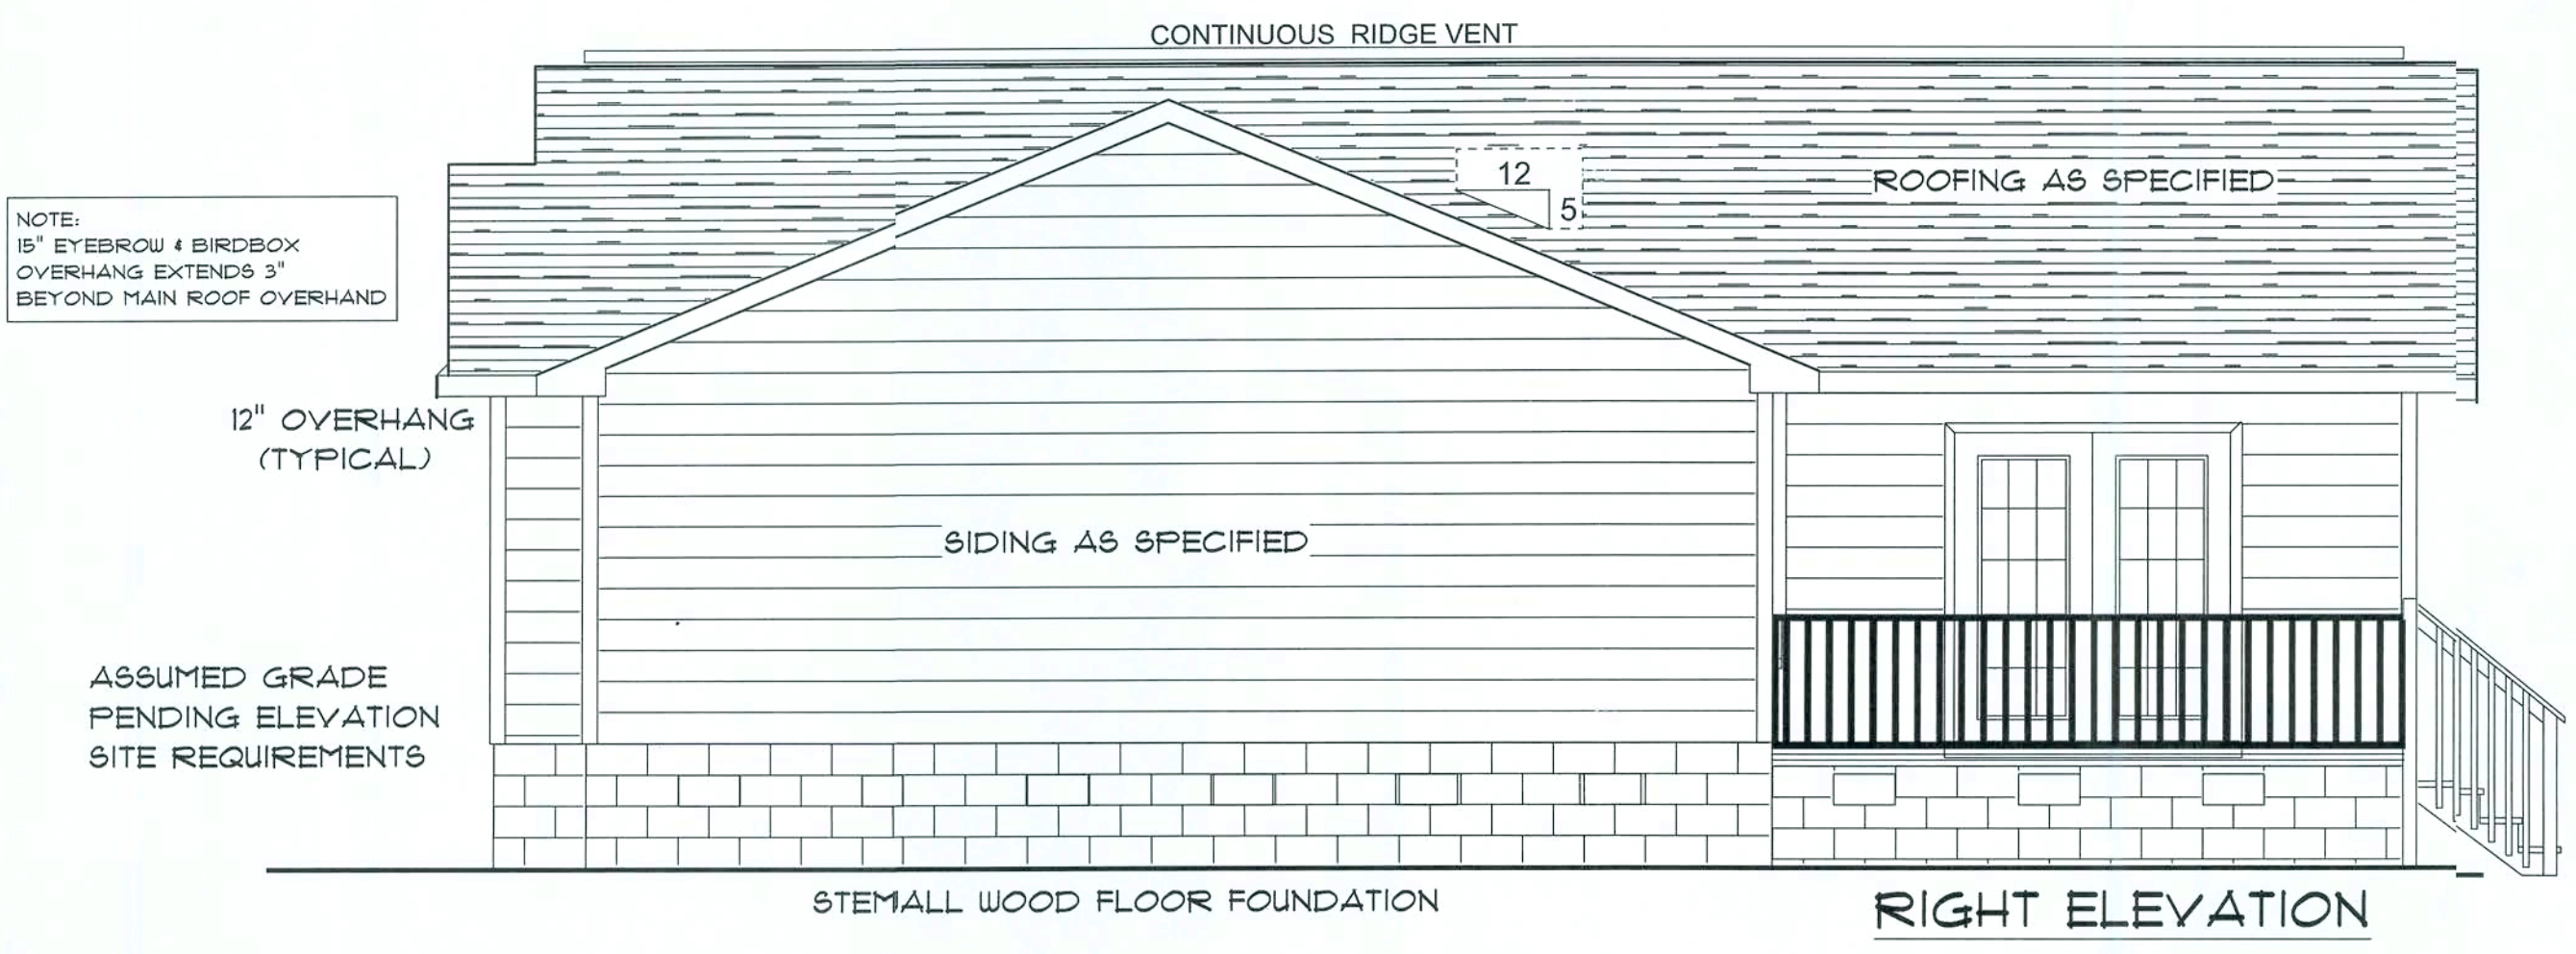 CONTINUOUS RIDGE VENT
12
5
ROOFING AS SPECIFIED
NOTE:
15" EYEBROW & BIRDBOX
OVERHANG EXTENDS 3"
BEYOND MAIN ROOF OVERHAND
12" OVERHANG
(TYPICAL)
SIDING AS SPECIFIED
ASSUMED GRADE
PENDING ELEVATION
SITE REQUIREMENTS
STEMALL WOOD FLOOR FOUNDATION
RIGHT ELEVATION